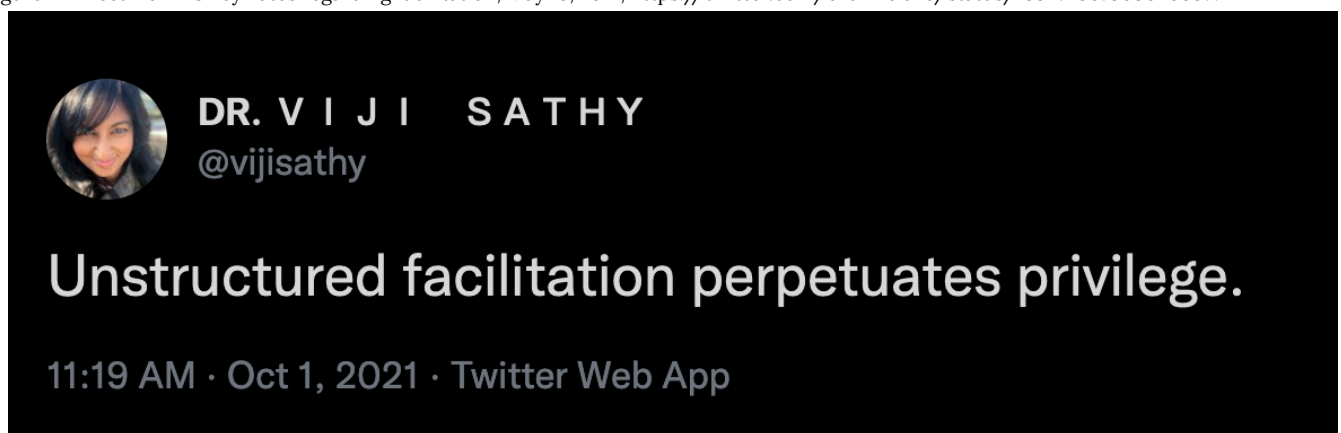 DR. V I J I  S A T H Y
@vijisathy
Unstructured facilitation perpetuates privilege.
11:19 AM · Oct 1, 2021 · Twitter Web App